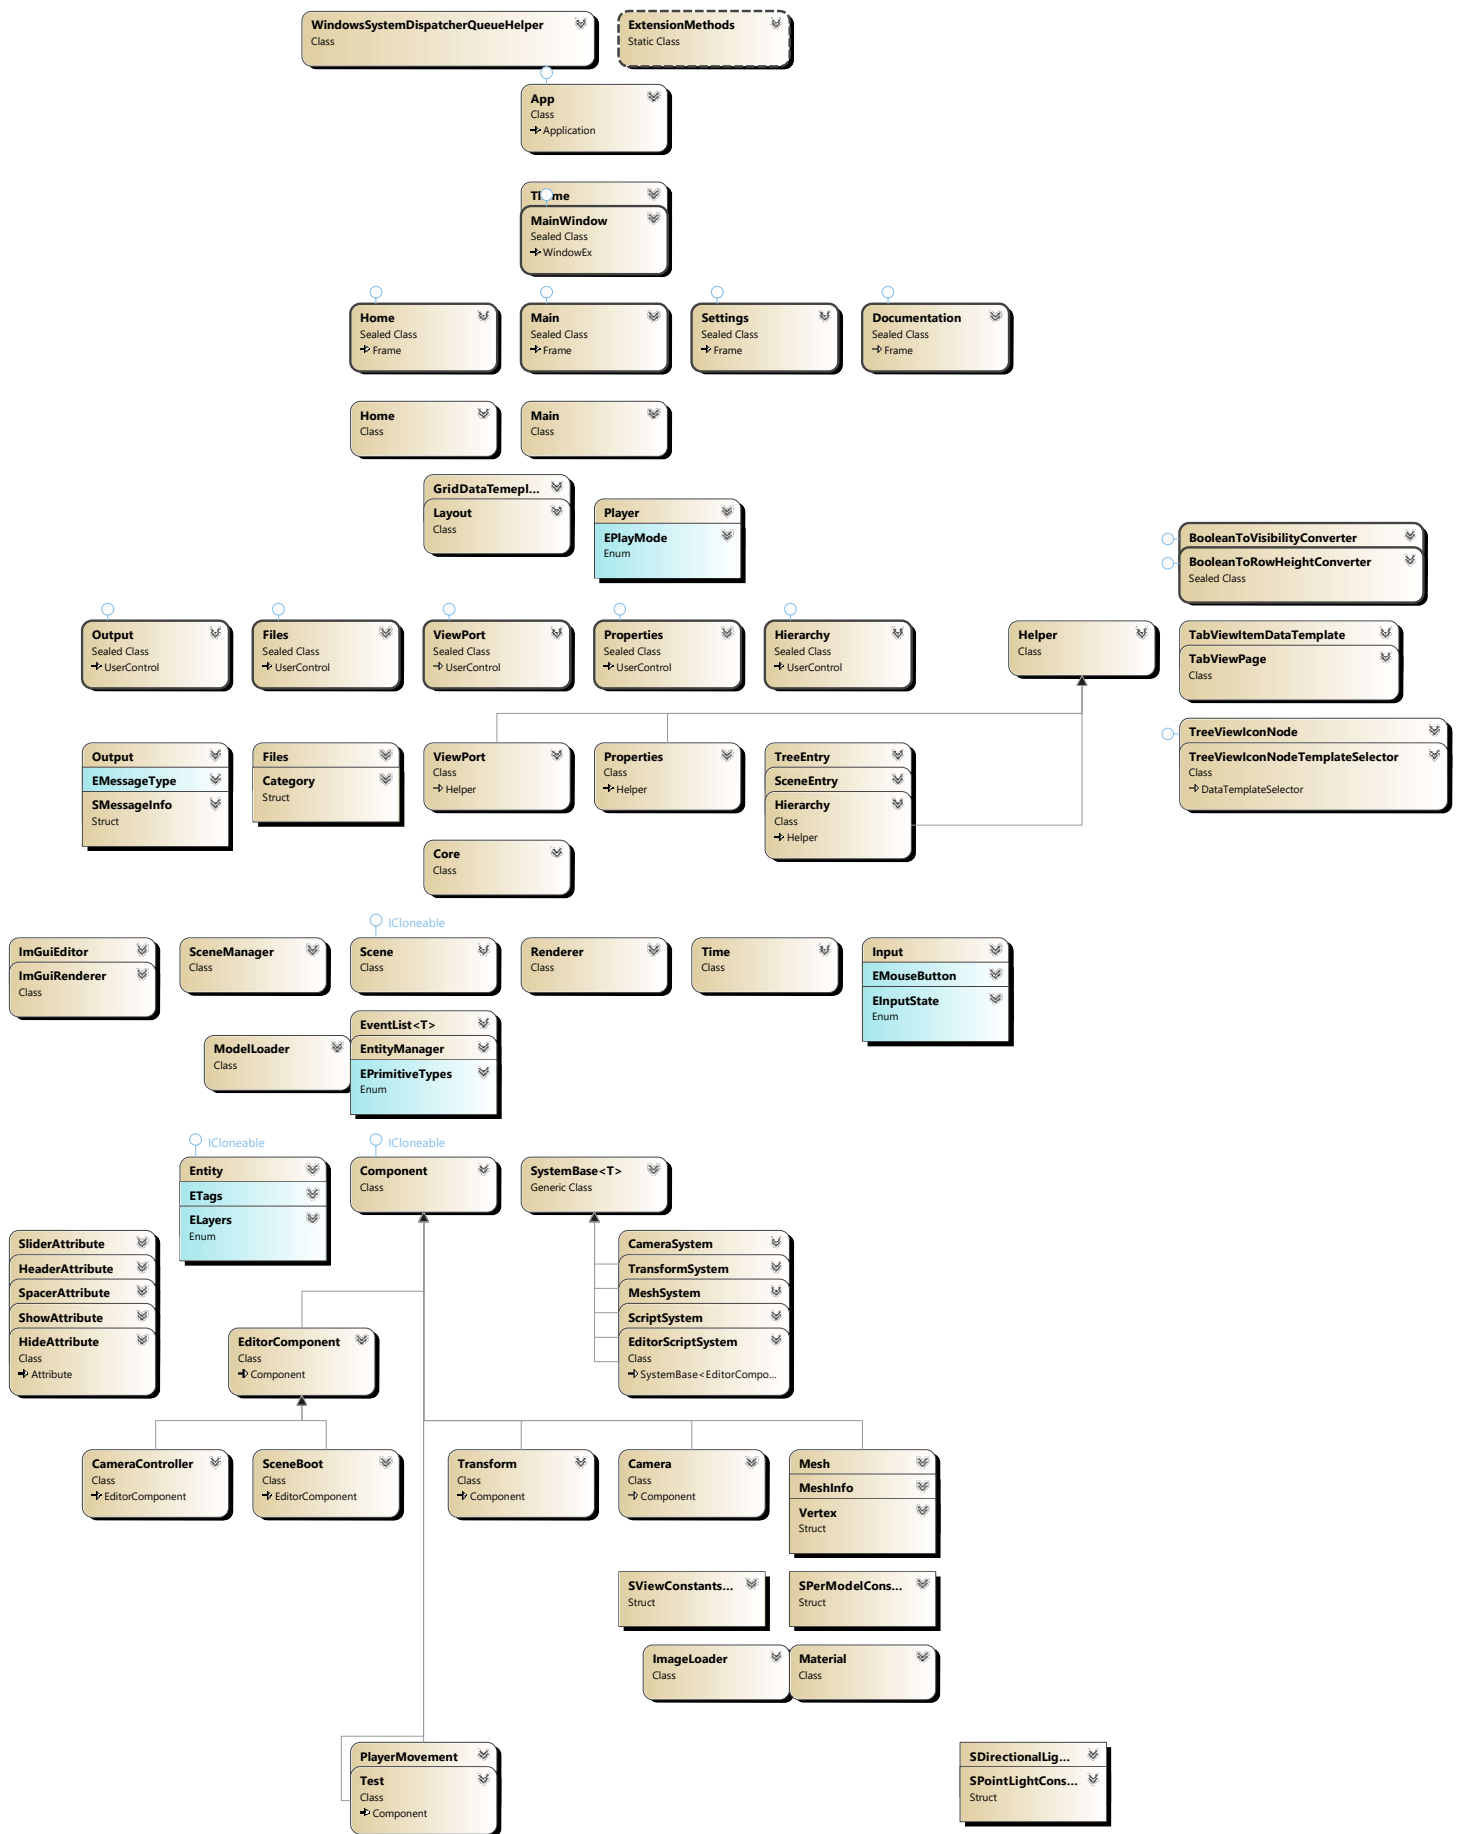 WindowsSystemDispatcherQueueHelper
Class
ExtensionMethods
Static Class
App
Class
Application
MainWindow
Sealed Class
WindowEx
Home
Sealed Class
Frame
Main
Sealed Class
Frame
Settings
Sealed Class
Frame
Documentation
Sealed Class
Frame
Home
Class
Main
Class
GridDataTemepl...
Layout
Class
Player
EPlayMode
Enum
BooleanToVisibilityConverter
BooleanToRowHeightConverter
Sealed Class
Output
Sealed Class
UserControl
Files
Sealed Class
UserControl
ViewPort
Sealed Class
UserControl
Properties
Sealed Class
UserControl
Hierarchy
Sealed Class
UserControl
Helper
Class
TabViewItemDataTemplate
TabViewPage
Class
Output
EMessageType
SMessageInfo
Struct
Files
Category
Struct
ViewPort
Class
Helper
Properties
Class
Helper
TreeEntry
SceneEntry
Hierarchy
Class
Helper
TreeViewIconNode
TreeViewIconNodeTemplateSelector
Class
DataTemplateSelector
Core
Class
ICloneable
ImGuiEditor
ImGuiRenderer
Class
SceneManager
Class
Scene
Class
Renderer
Class
Time
Class
Input
EMouseButton
EInputState
Enum
ModelLoader
Class
EventList<T>
EntityManager
EPrimitiveTypes
Enum
ICloneable
ICloneable
Entity
ETags
ELayers
Enum
Component
Class
SystemBase<T>
Generic Class
SliderAttribute
HeaderAttribute
SpacerAttribute
ShowAttribute
HideAttribute
Class
Attribute
CameraSystem
TransformSystem
MeshSystem
ScriptSystem
EditorScriptSystem
Class
SystemBase<EditorCompo...
EditorComponent
Class
Component
CameraController
Class
EditorComponent
SceneBoot
Class
EditorComponent
Transform
Class
Component
Camera
Class
Component
Mesh
MeshInfo
Vertex
Struct
SViewConstants...
Struct
SPerModelCons...
Struct
ImageLoader
Class
Material
Class
PlayerMovement
Test
Class
Component
SDirectionalLig...
SPointLightCons...
Struct